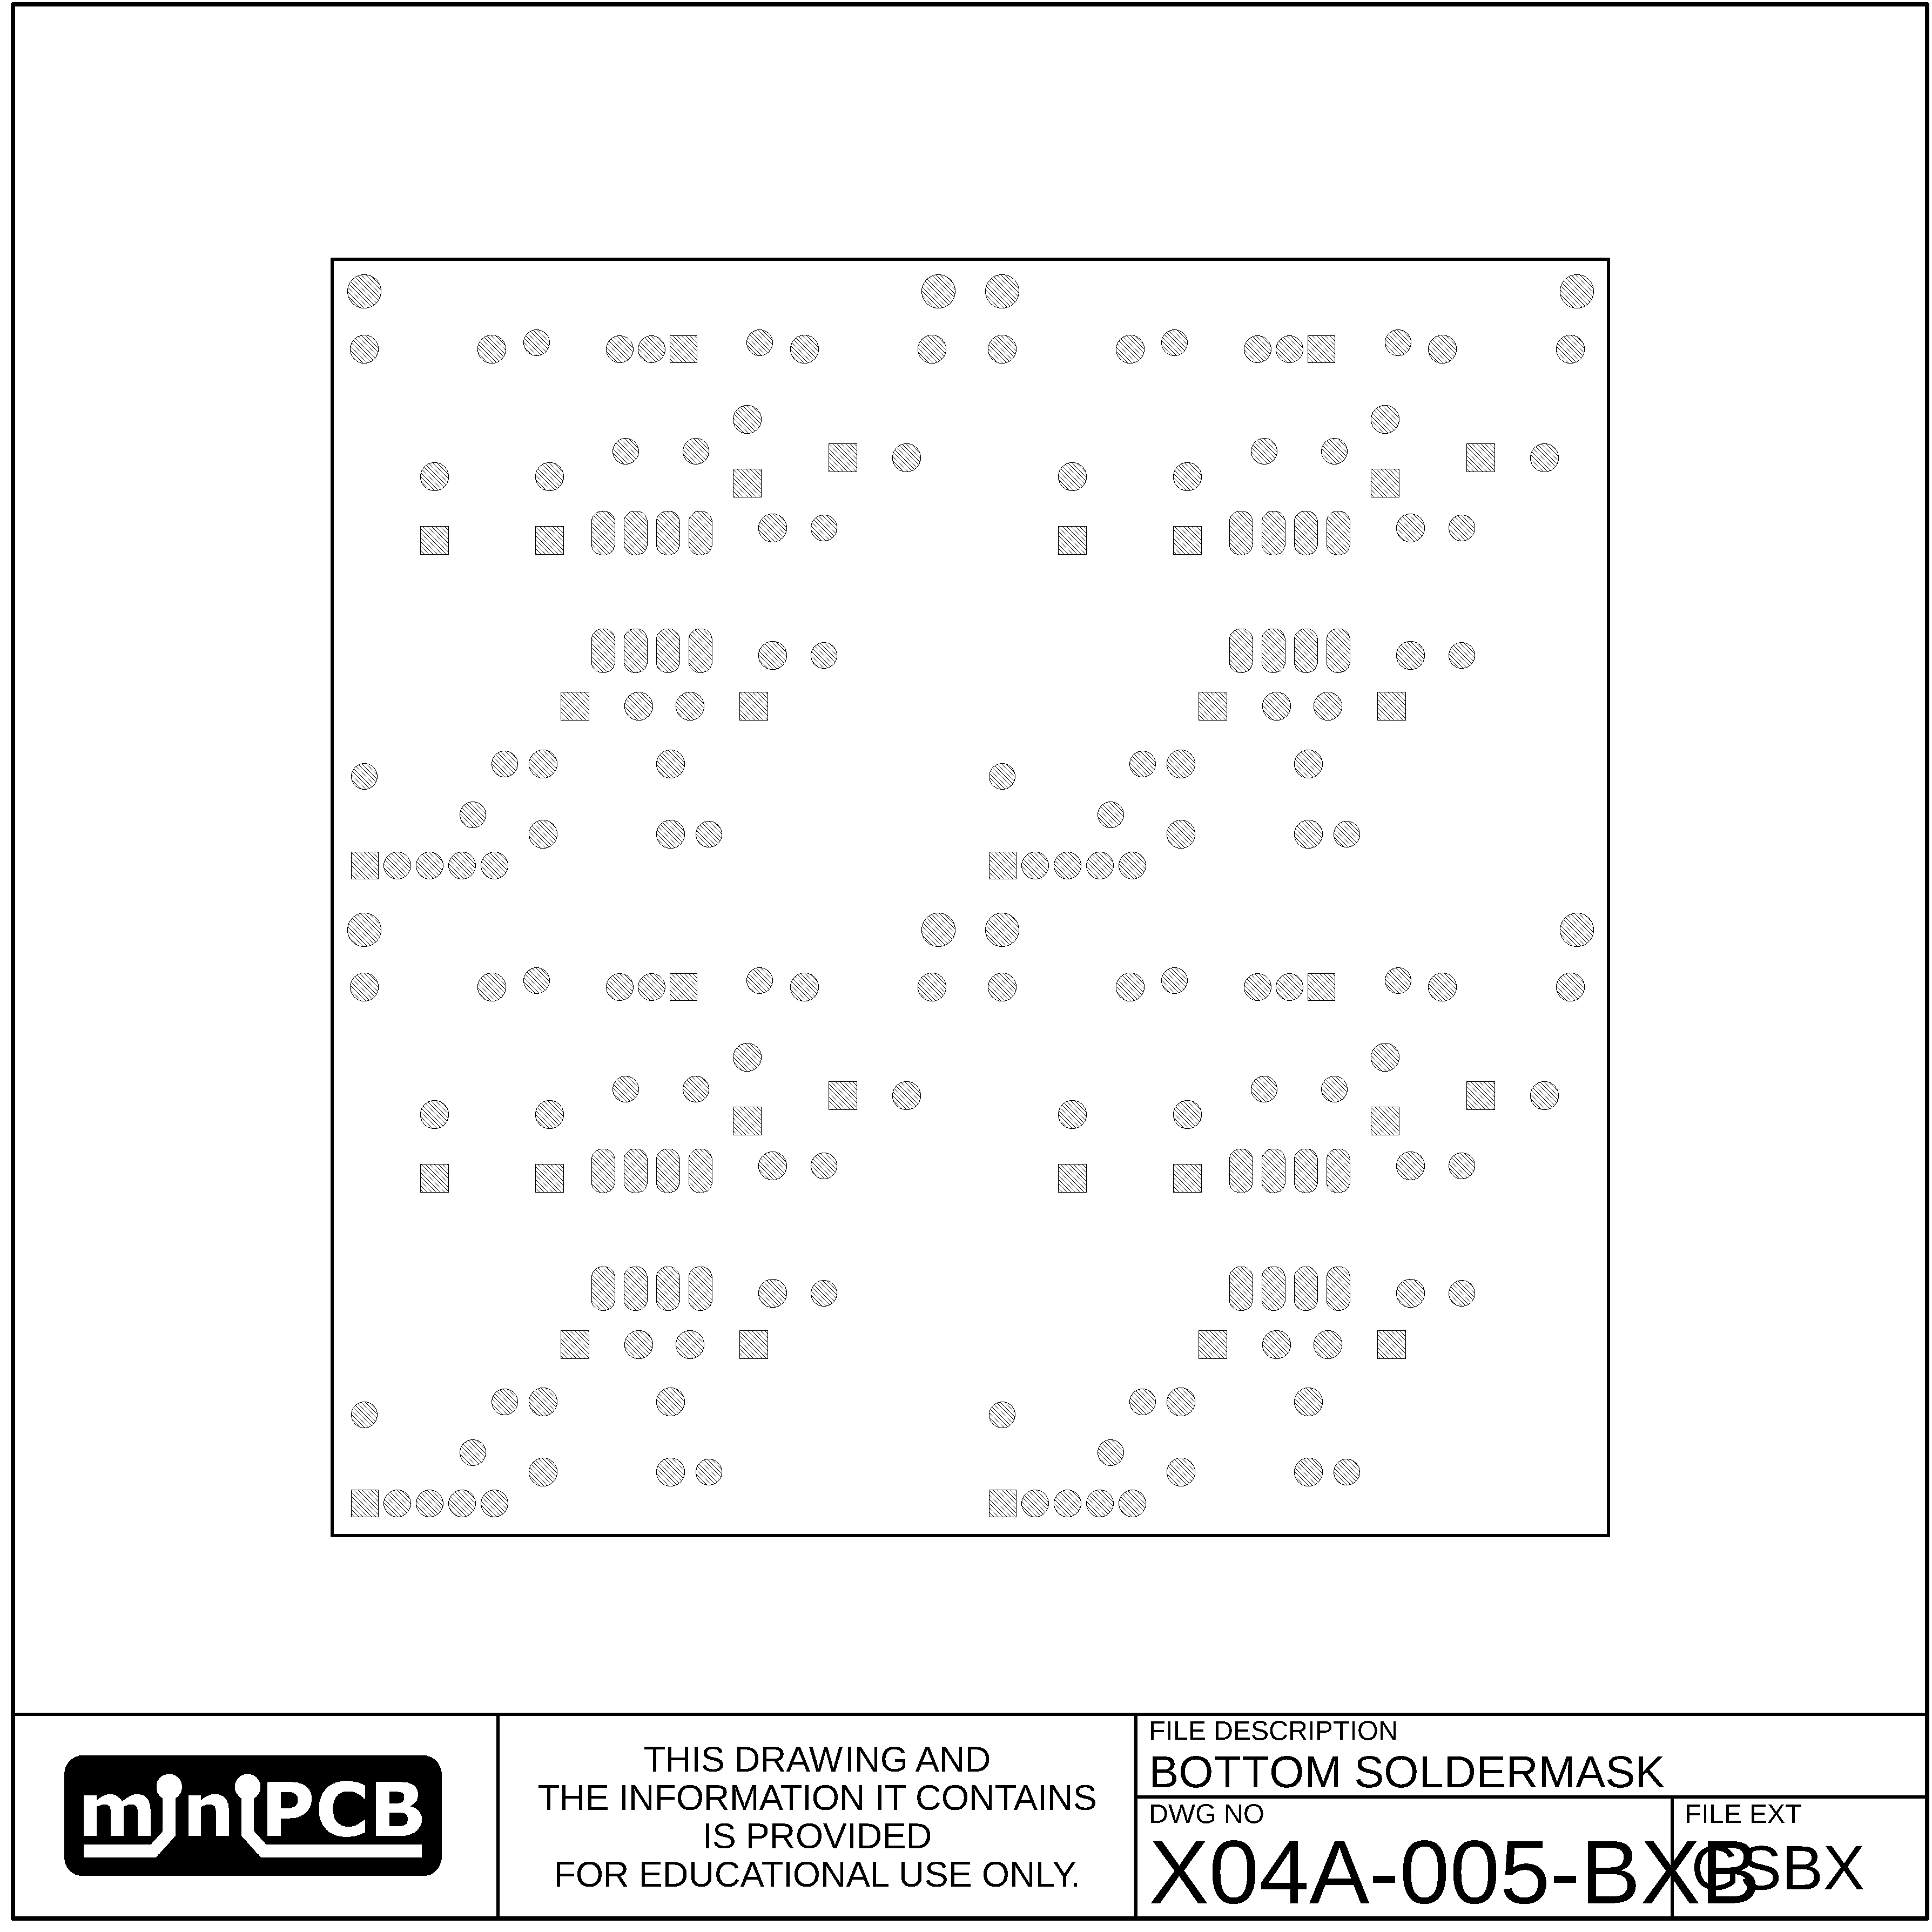 miniPCB
THIS DRAWING AND
THE INFORMATION IT CONTAINS
IS PROVIDED
FOR EDUCATIONAL USE ONLY.
FILE DESCRIPTION
BOTTOM SOLDERMASK
DWG NO
X04A-005-BXB
FILE EXT
GSBX